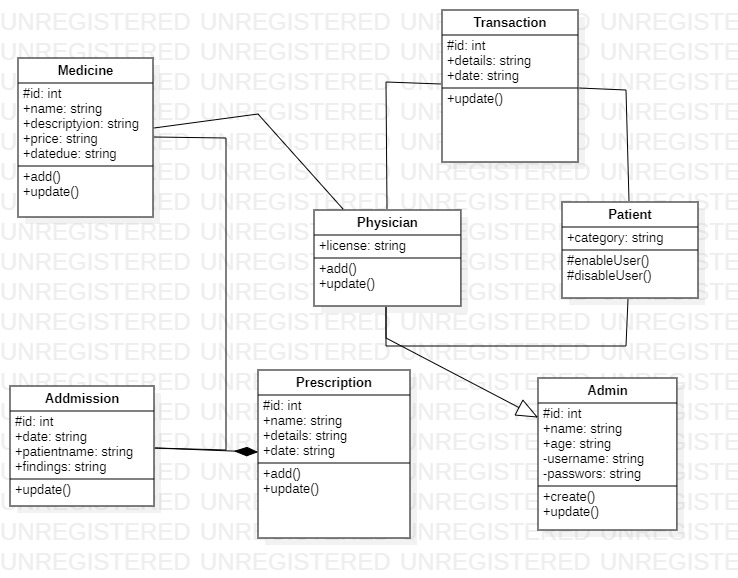 Transaction
#id: int
+details: string
+date: string
+update()
Medicine
#id: int
+name: string
+descriptyion: string
+price: string
+datedue: string
+add()
+update()
Physician
+license: string
+add()
+update()
Patient
+category: string
#enableUser()
#disableUser()
Addmission
#id: int
+date: string
+patientname: string
+findings: string
+update()
Prescription
#id: int
+name: string
+details: string
+date: string
+add()
+update()
Admin
#id: int
+name: string
+age: string
-username: string
-passwors: string
+create()
+update()
UNREGISTERED